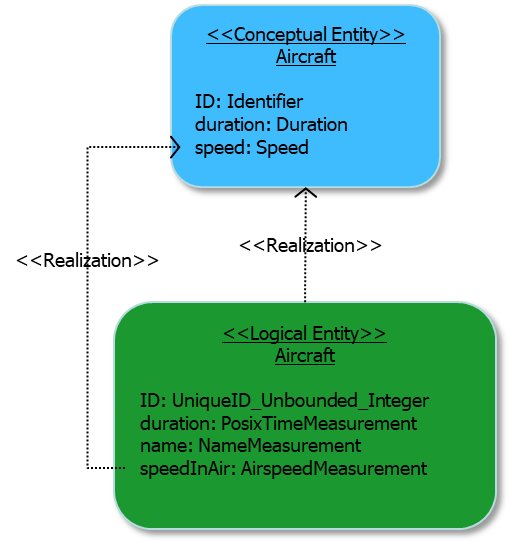 <<Conceptual Entity>>
Aircraft
ID: Identifier
duration: Duration
speed: Speed
<<Realization>>
<<Realization>>
<<Logical Entity>>
Aircraft
ID: UniqueID_Unbounded_Integer
duration: PosixTimeMeasurement
name: NameMeasurement
speedInAir: AirspeedMeasurement